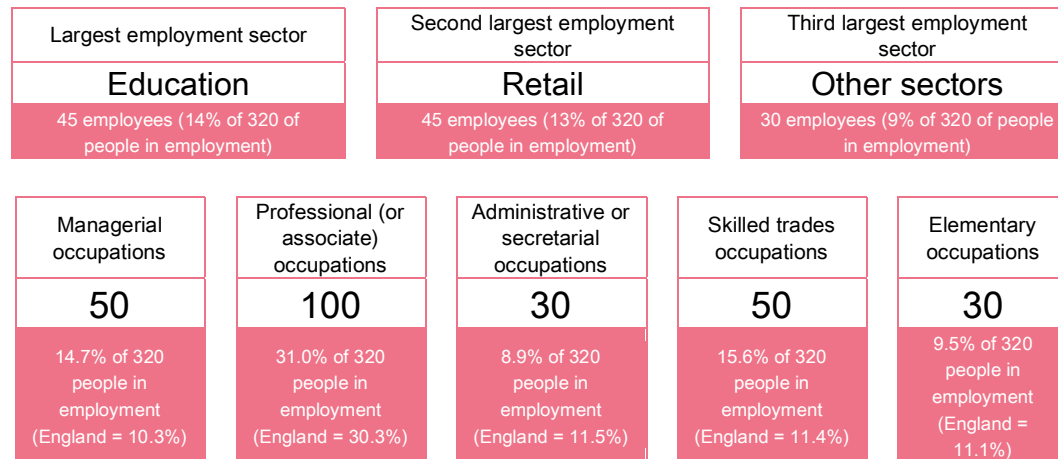 Largest employment sector
Education
45 employees (14% of 320 of
people in employment)
Second largest employment
sector
Retail
45 employees (13% of 320 of
people in employment)
Third largest employment
sector
Other sectors
30 employees (9% of 320 of people
in employment)
Managerial
occupations
50
14.7% of 320
people in
employment
(England = 10.3%)
Professional (or
associate)
occupations
100
31.0% of 320
people in
employment
(England = 30.3%)
Administrative or
secretarial
occupations
30
8.9% of 320
people in
employment
(England = 11.5%)
Skilled trades
occupations
50
15.6% of 320
people in
employment
(England = 11.4%)
Elementary
occupations
30
9.5% of 320
people in
employment
(England =
11.1%)